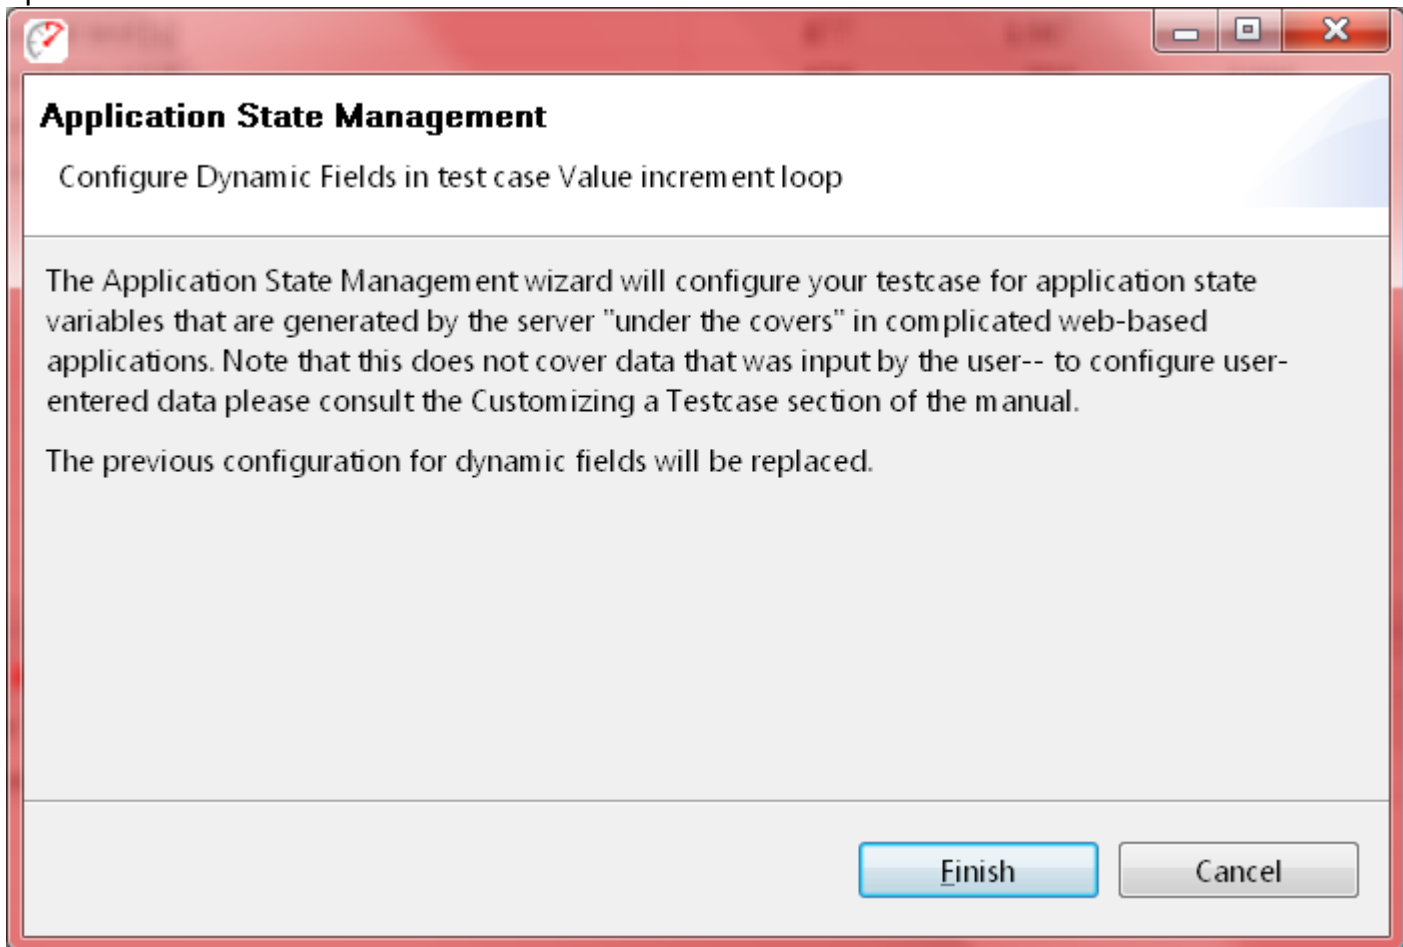 Application State Management
Configure Dynamic Fields in test case Value increment loop
The Application State Management wizard will configure your testcase for application state
variables that are generated by the server "under the covers" in complicated web-based
applications. Note that this does not cover data that was input by the user-- to configure user-
entered data please consult the Customizing a Testcase section of the manual.
The previous configuration for dynamic fields will be replaced.
Finish
Cancel